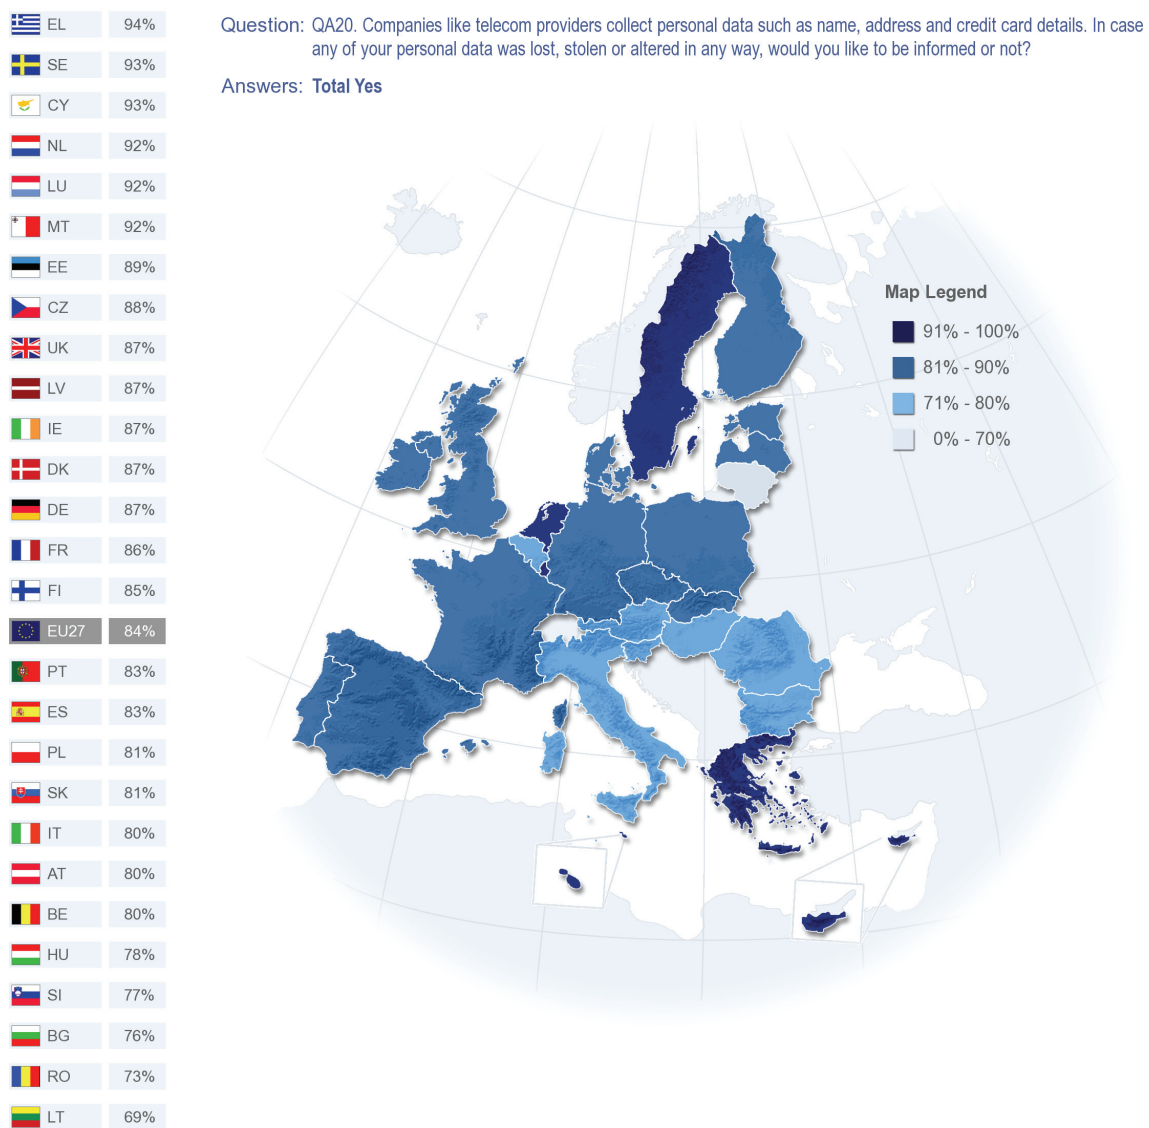 EL 94%
SE 93%
CY 93%
NL 92%
LU 92%
MT 92%
EE 89%
CZ 88%
UK 87%
LV 87%
IE 87%
DK 87%
DE 87%
FR 86%
FI 85%
EU27 84%
PT 83%
ES 83%
PL 81%
SK 81%
IT 80%
AT 80%
BE 80%
HU 78%
SI 77%
BG 76%
RO 73%
LT 69%
Question: QA20. Companies like telecom providers collect personal data such as name, address and credit card details. In case
any of your personal data was lost, stolen or altered in any way, would you like to be informed or not?
Answers: Total Yes
Map Legend
91% - 100%
81% - 90%
71% - 80%
0% - 70%